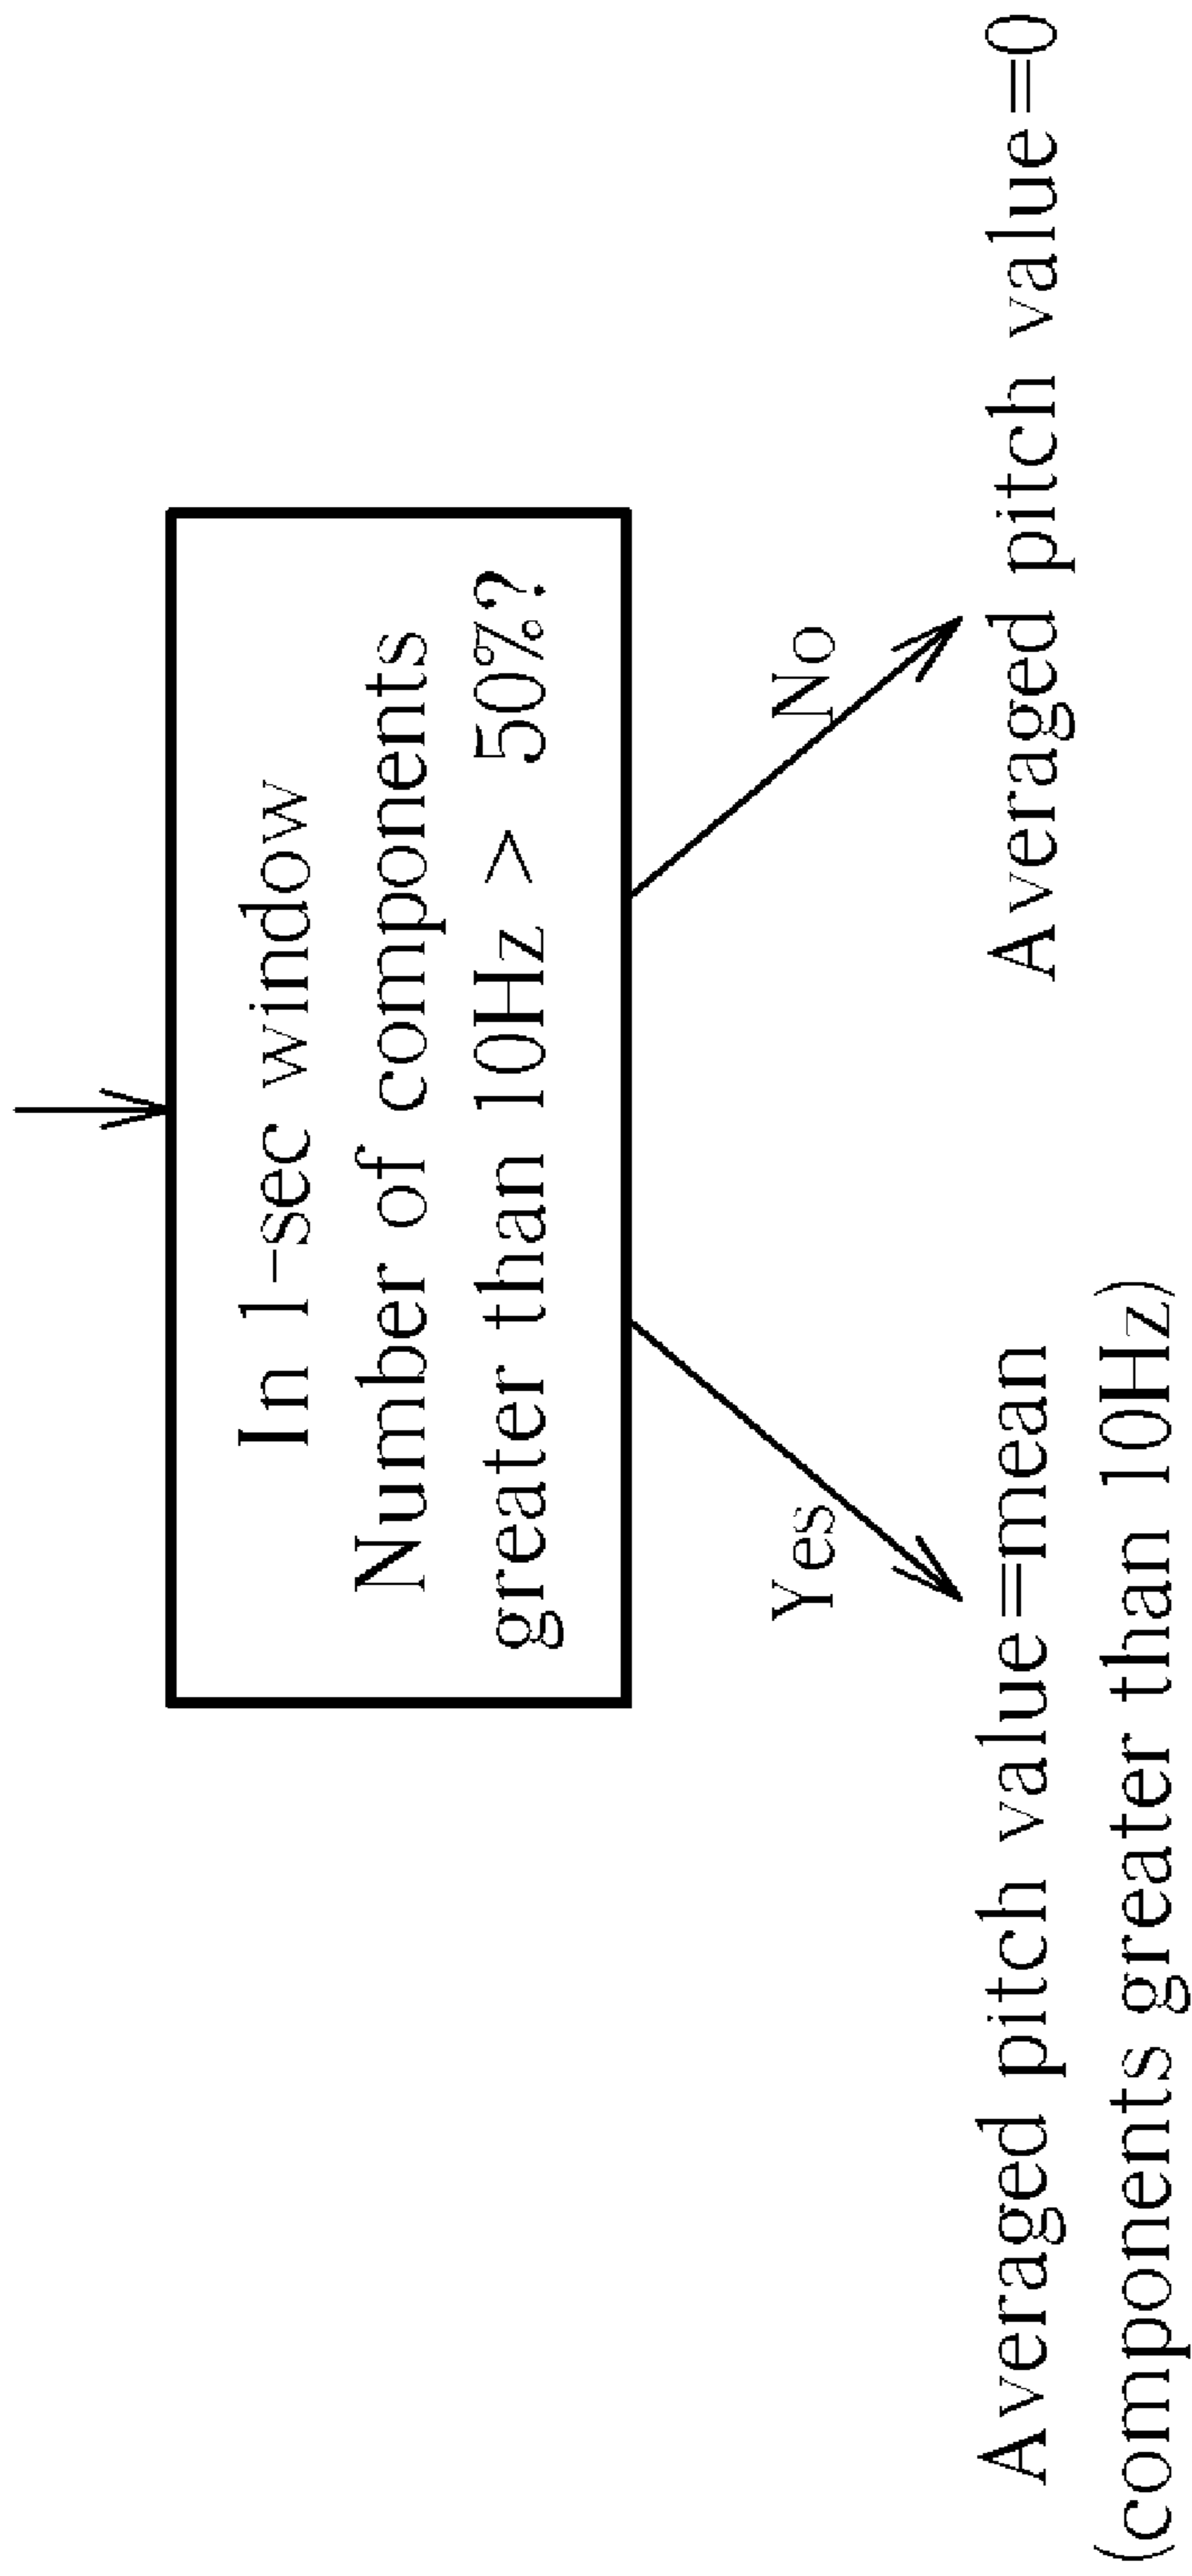 In 1-sec window
Number of components
greater than 10Hz > 50%?
Yes
No
Averaged pitch value=mean
(components greater than 10Hz)
Averaged pitch value=0